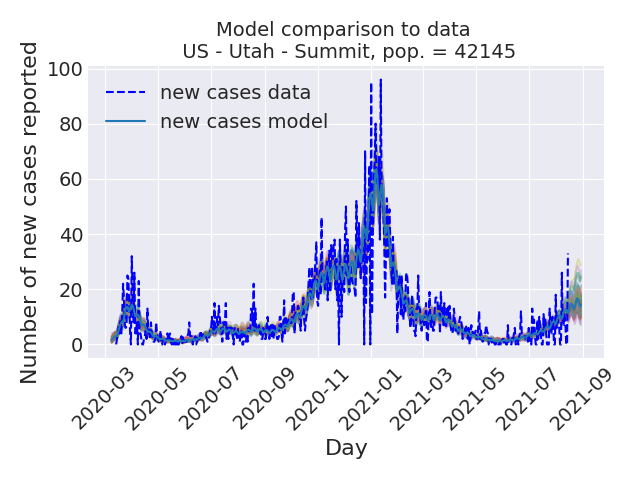 Model comparison to data
US - Utah - Summit, pop. = 42145
Number of new cases reported
100
80
60
40
20
0
new cases data
new cases model
2020-03
2020-05
2020-07
2020-09
2020-11
2021-01
2021-03
2021-05
2021-07
2021-09
Day